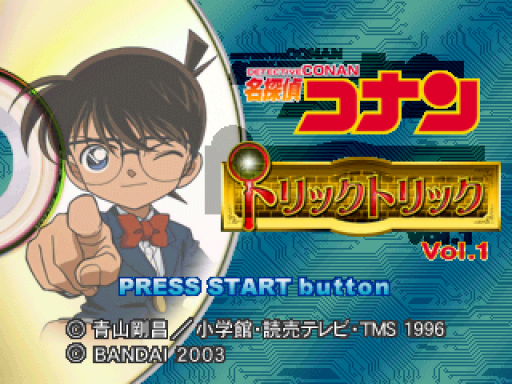 DETECTIVE CONAN
名探偵
コナン
トリックトリック
Vol.1
PRESS START button
© 青山剛昌／小学館・読売テレビ・TMS 1996
© BANDAI 2003